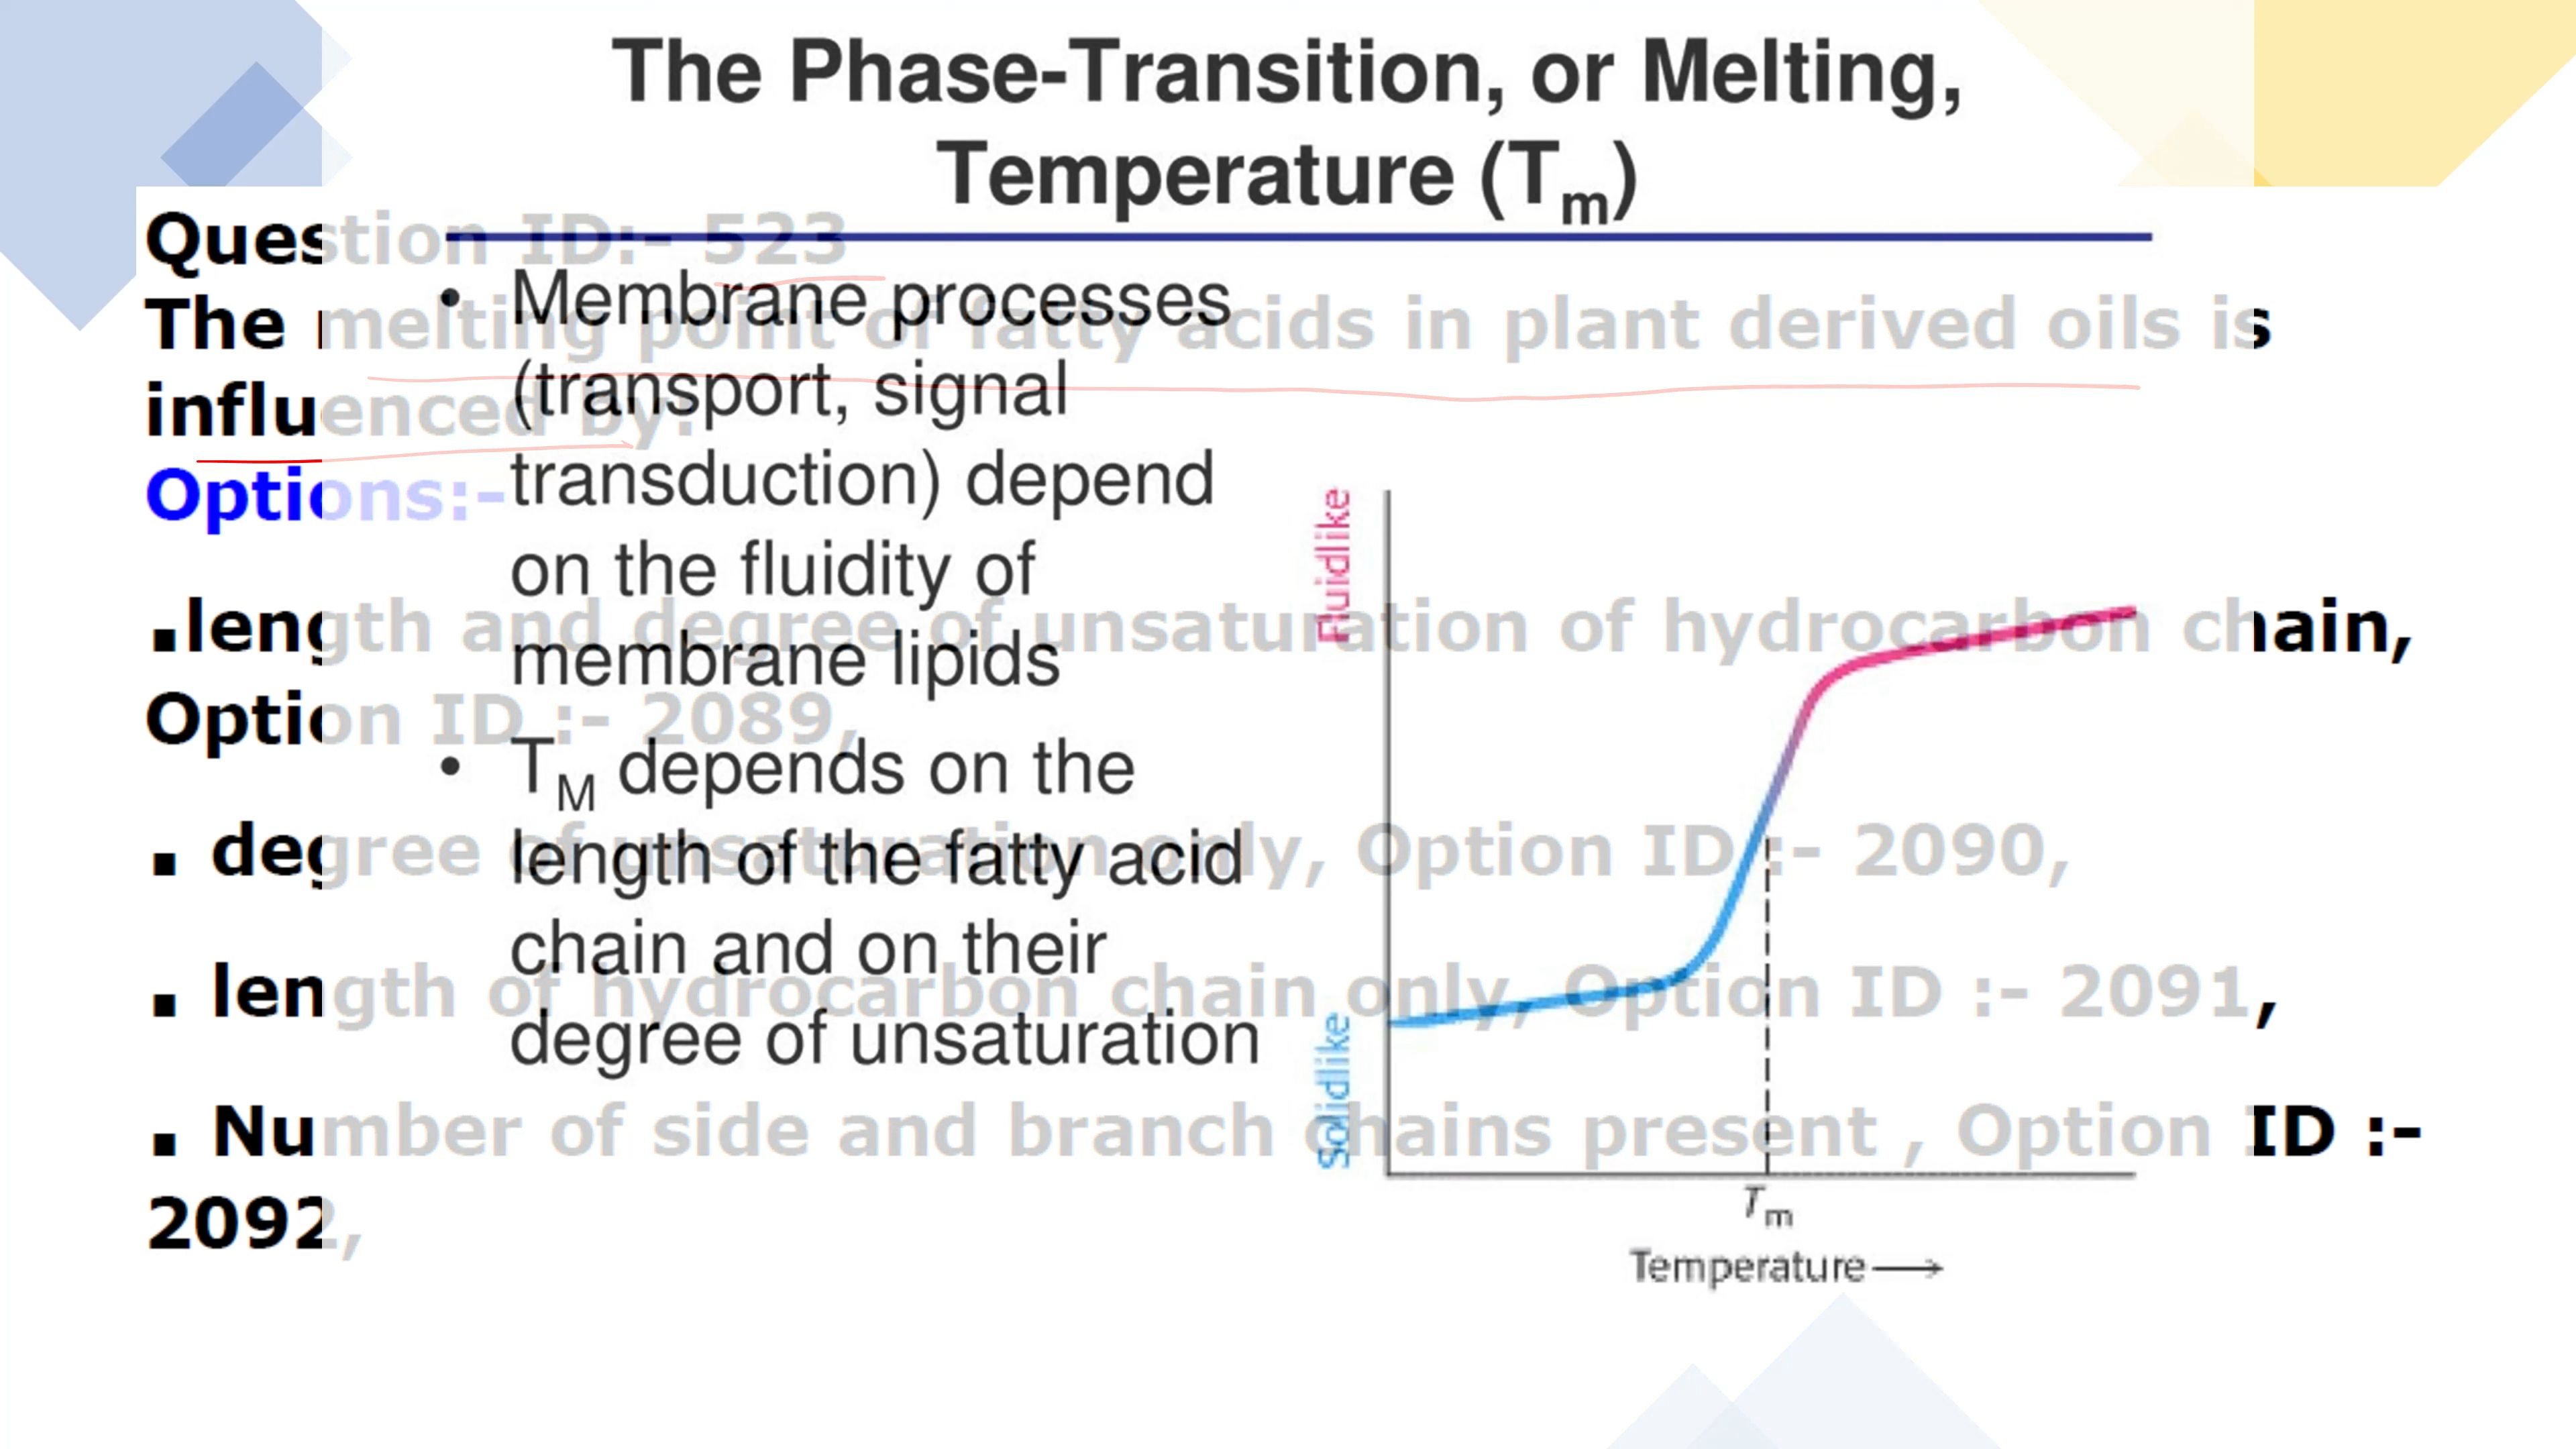 The Phase-Transition, or Melting,
Temperature (Tm)
Question ID:- 523
The melting point of fatty acids in plant derived oils is
influenced by:
Options:-
▪length and degree of unsaturation of hydrocarbon chain,
Option ID :- 2089,
▪ degree of unsaturation only, Option ID :- 2090,
▪ length of hydrocarbon chain only, Option ID :- 2091,
▪ Number of side and branch chains present , Option ID :-
2092,
• Membrane processes
(transport, signal
transduction) depend
on the fluidity of
membrane lipids
• TM depends on the
length of the fatty acid
chain and on their
degree of unsaturation
Fluidlike
Solidlike
Tm
Temperature →